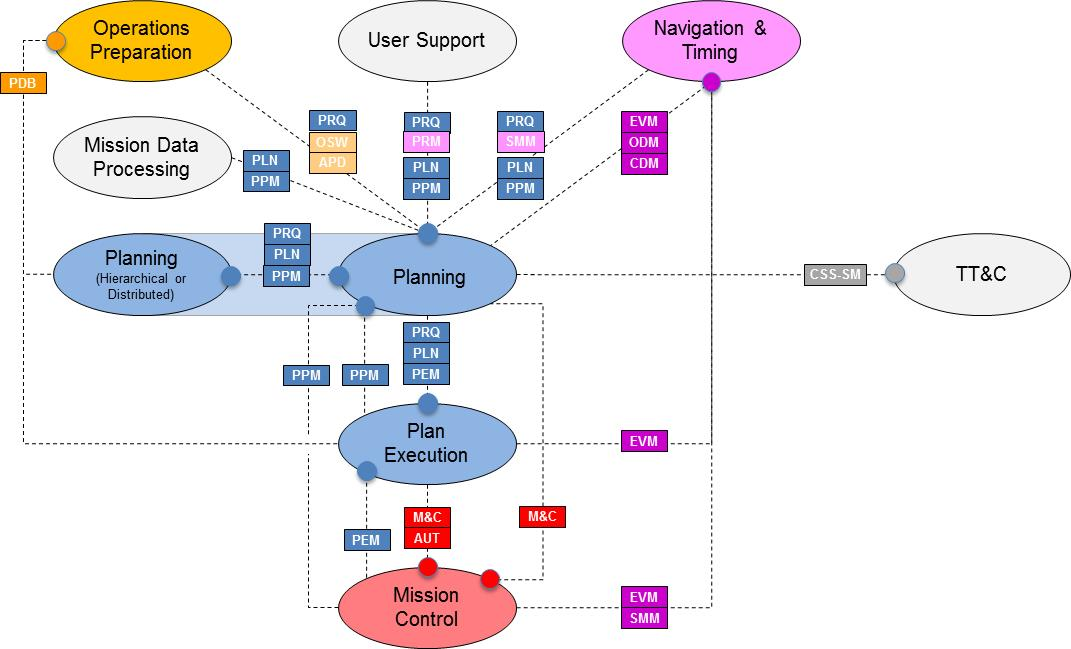 Operations
Preparation
User Support
Navigation &
Timing
PDB
PRQ
OSW
APD
PRQ
PRM
PLN
PPM
PRQ
SMM
PLN
PPM
EVM
ODM
CDM
Mission Data
Processing
PLN
PPM
Planning
(Hierarchical or
Distributed)
PRQ
PLN
PPM
Planning
CSS-SM
TT&C
PRQ
PLN
PEM
PPM
PPM
Plan
Execution
EVM
PEM
M&C
AUT
M&C
Mission
Control
EVM
SMM